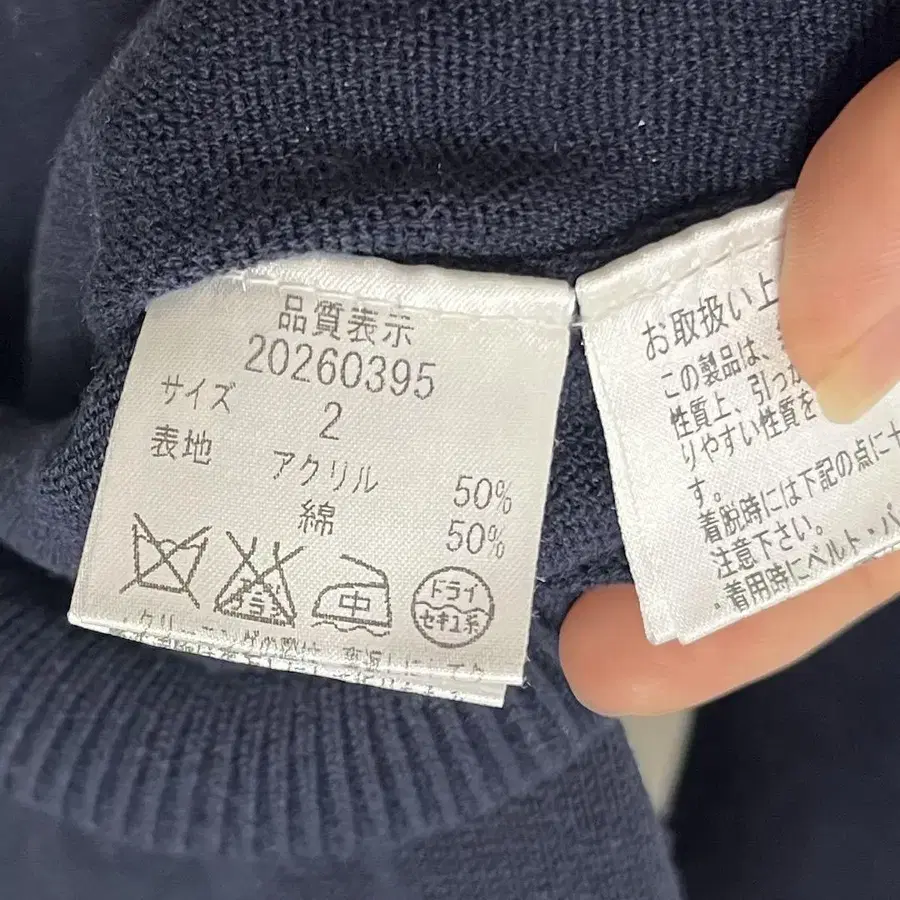 品質表示
20260395
サイズ
2
表地
アクリル 50%
綿 50%
中
ドライ
セキユ系
お取扱い上
この製品は、
性質上、引っか
りやすい性質を
す。
着脱時には下記の点に十
注意下さい。
・着用時にベルト・バ